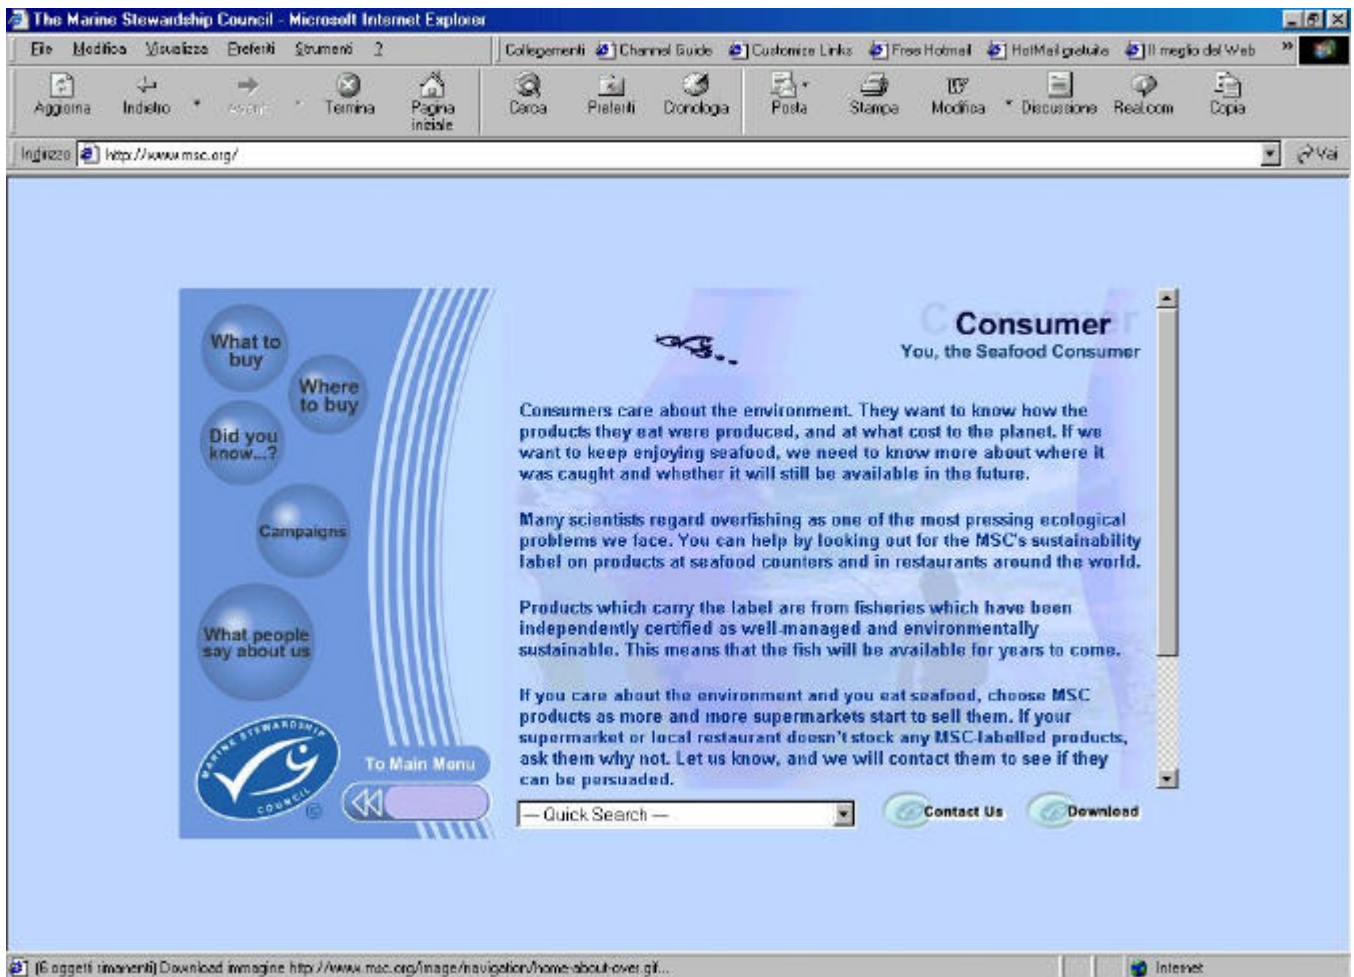 The Marine Stewardship Council - Microsoft Internet Explorer
File Modifica Visualizza Preferiti Strumenti ?
Collegamenti Channel Guide Customize Links Free Hotmail HotMail gratuita Il meglio del Web »
Aggiorna Indietro Avanti Termina Pagina iniziale Cerca Preferiti Cronologia Posta Stampa Modifica Discussione Real.com Copia
Indirizzo http://www.msc.org/ Vai
What to
buy
Where
to buy
Did you
know...?
Campaigns
What people
say about us
MARINE STEWARDSHIP
COUNCIL
©
To Main Menu
Consumer
Consumer
You, the Seafood Consumer
Consumers care about the environment. They want to know how the
products they eat were produced, and at what cost to the planet. If we
want to keep enjoying seafood, we need to know more about where it
was caught and whether it will still be available in the future.
Many scientists regard overfishing as one of the most pressing ecological
problems we face. You can help by looking out for the MSC's sustainability
label on products at seafood counters and in restaurants around the world.
Products which carry the label are from fisheries which have been
independently certified as well-managed and environmentally
sustainable. This means that the fish will be available for years to come.
If you care about the environment and you eat seafood, choose MSC
products as more and more supermarkets start to sell them. If your
supermarket or local restaurant doesn't stock any MSC-labelled products,
ask them why not. Let us know, and we will contact them to see if they
can be persuaded.
— Quick Search —
Contact Us
Download
(6 oggetti rimanenti) Download immagine http://www.msc.org/image/navigation/home-about-over.gif...
Internet